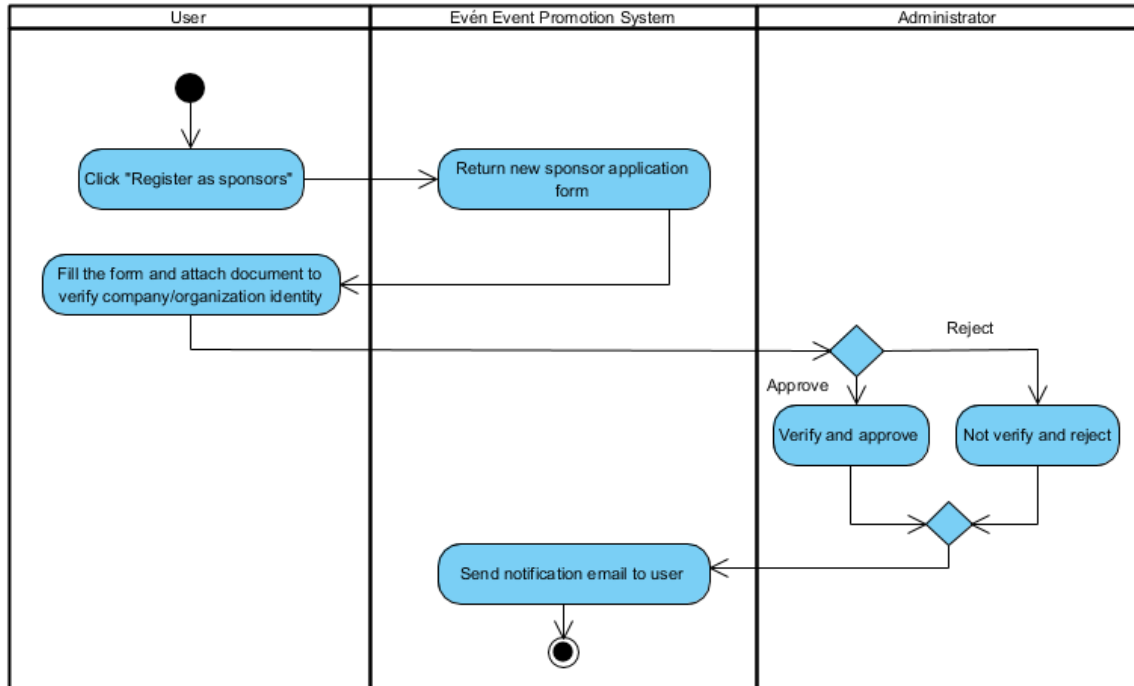 User
Evén Event Promotion System
Administrator
Click "Register as sponsors"
Return new sponsor application
form
Fill the form and attach document to
verify company/organization identity
Reject
Approve
Verify and approve
Not verify and reject
Send notification email to user